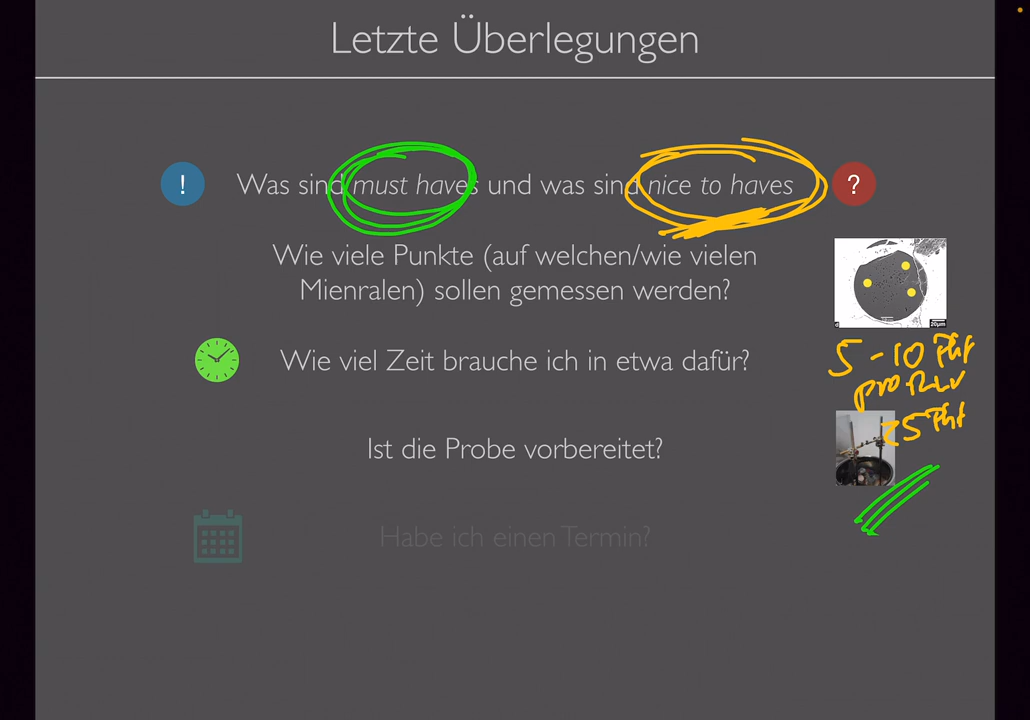 Letzte Überlegungen
! Was sind must haves und was sind nice to haves ?
Wie viele Punkte (auf welchen/wie vielen
Mienralen) sollen gemessen werden?
20µm
5-10 Pkt
pro
Wie viel Zeit brauche ich in etwa dafür?
25 Pkt
Ist die Probe vorbereitet?
Habe ich einen Termin?